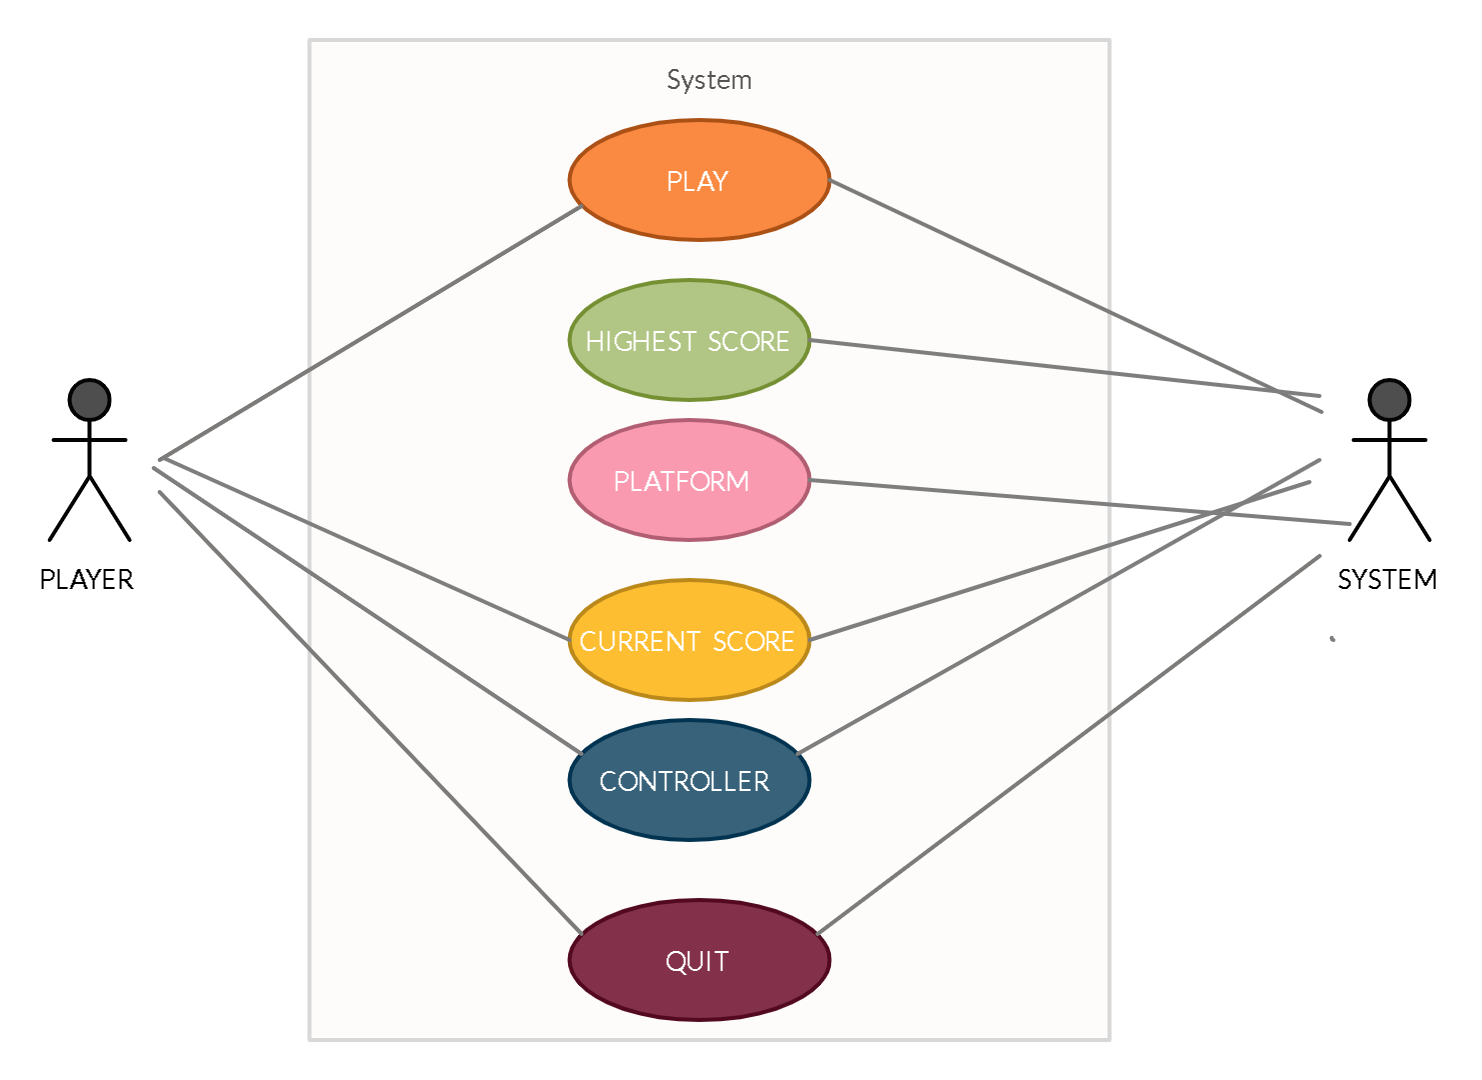 System
PLAY
HIGHEST SCORE
PLATFORM
PLAYER
SYSTEM
CURRENT SCORE
CONTROLLER
QUIT